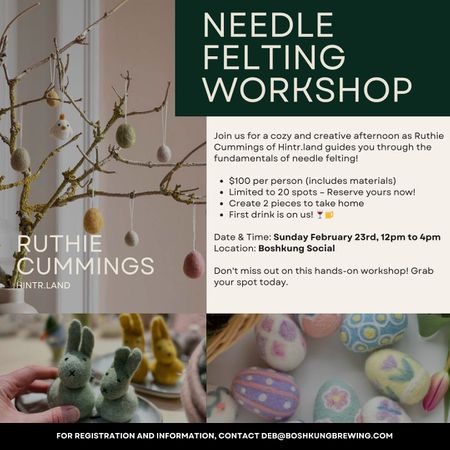 NEEDLE
FELTING
WORKSHOP
Join us for a cozy and creative afternoon as Ruthie
Cummings of Hintr.land guides you through the
fundamentals of needle felting!
• $100 per person (includes materials)
• Limited to 20 spots – Reserve yours now!
• Create 2 pieces to take home
• First drink is on us!🍷🍺
Date & Time: Sunday February 23rd, 12pm to 4pm
Location: Boshkung Social
Don't miss out on this hands-on workshop! Grab
your spot today.
RUTHIE
CUMMINGS
HINTR.LAND
FOR REGISTRATION AND INFORMATION, CONTACT DEB@BOSHKUNGBREWING.COM